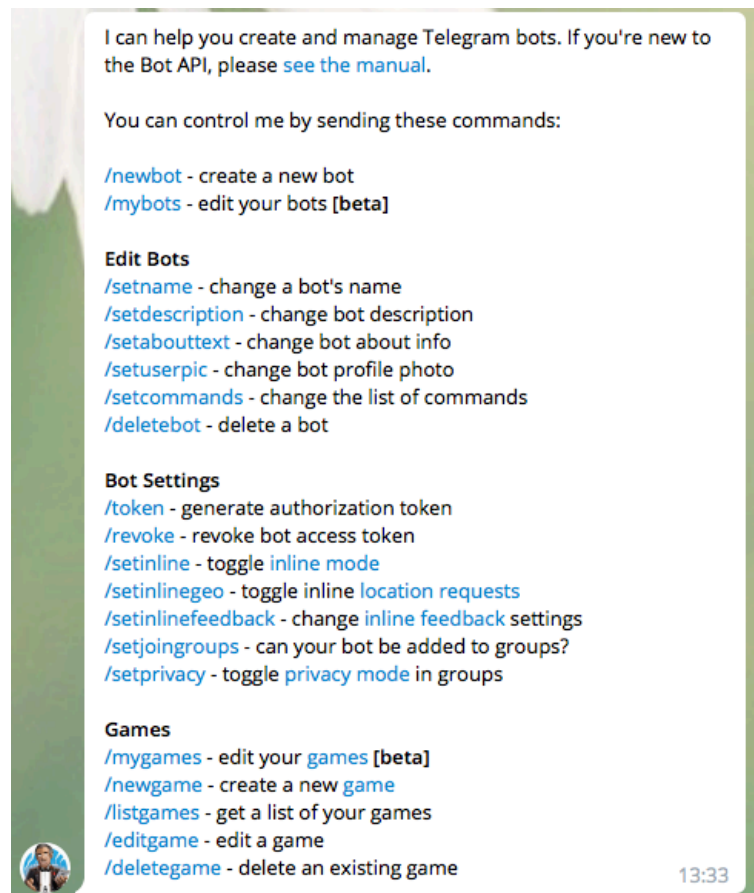 I can help you create and manage Telegram bots. If you're new to
the Bot API, please see the manual.
You can control me by sending these commands:
/newbot - create a new bot
/mybots - edit your bots [beta]
Edit Bots
/setname - change a bot's name
/setdescription - change bot description
/setabouttext - change bot about info
/setuserpic - change bot profile photo
/setcommands - change the list of commands
/deletebot - delete a bot
Bot Settings
/token - generate authorization token
/revoke - revoke bot access token
/setinline - toggle inline mode
/setinlinegeo - toggle inline location requests
/setinlinefeedback - change inline feedback settings
/setjoingroups - can your bot be added to groups?
/setprivacy - toggle privacy mode in groups
Games
/mygames - edit your games [beta]
/newgame - create a new game
/listgames - get a list of your games
/editgame - edit a game
/deletegame - delete an existing game
13:33